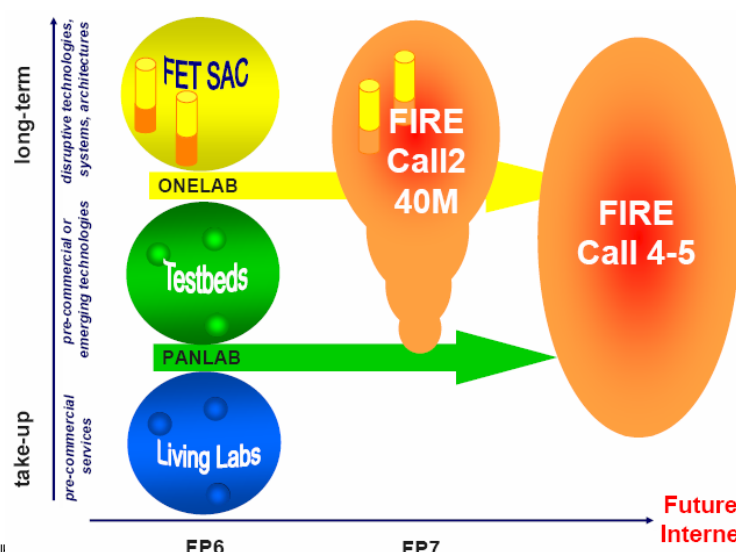 long-term
disruptive technologies,
systems, architectures
pre-commercial or
emerging technologies
take-up
pre-commercial
services
FET SAC
ONELAB
Testbeds
PANLAB
Living Labs
FIRE
Call2
40M
FIRE
Call 4-5
FP6
FP7
Future
Interne